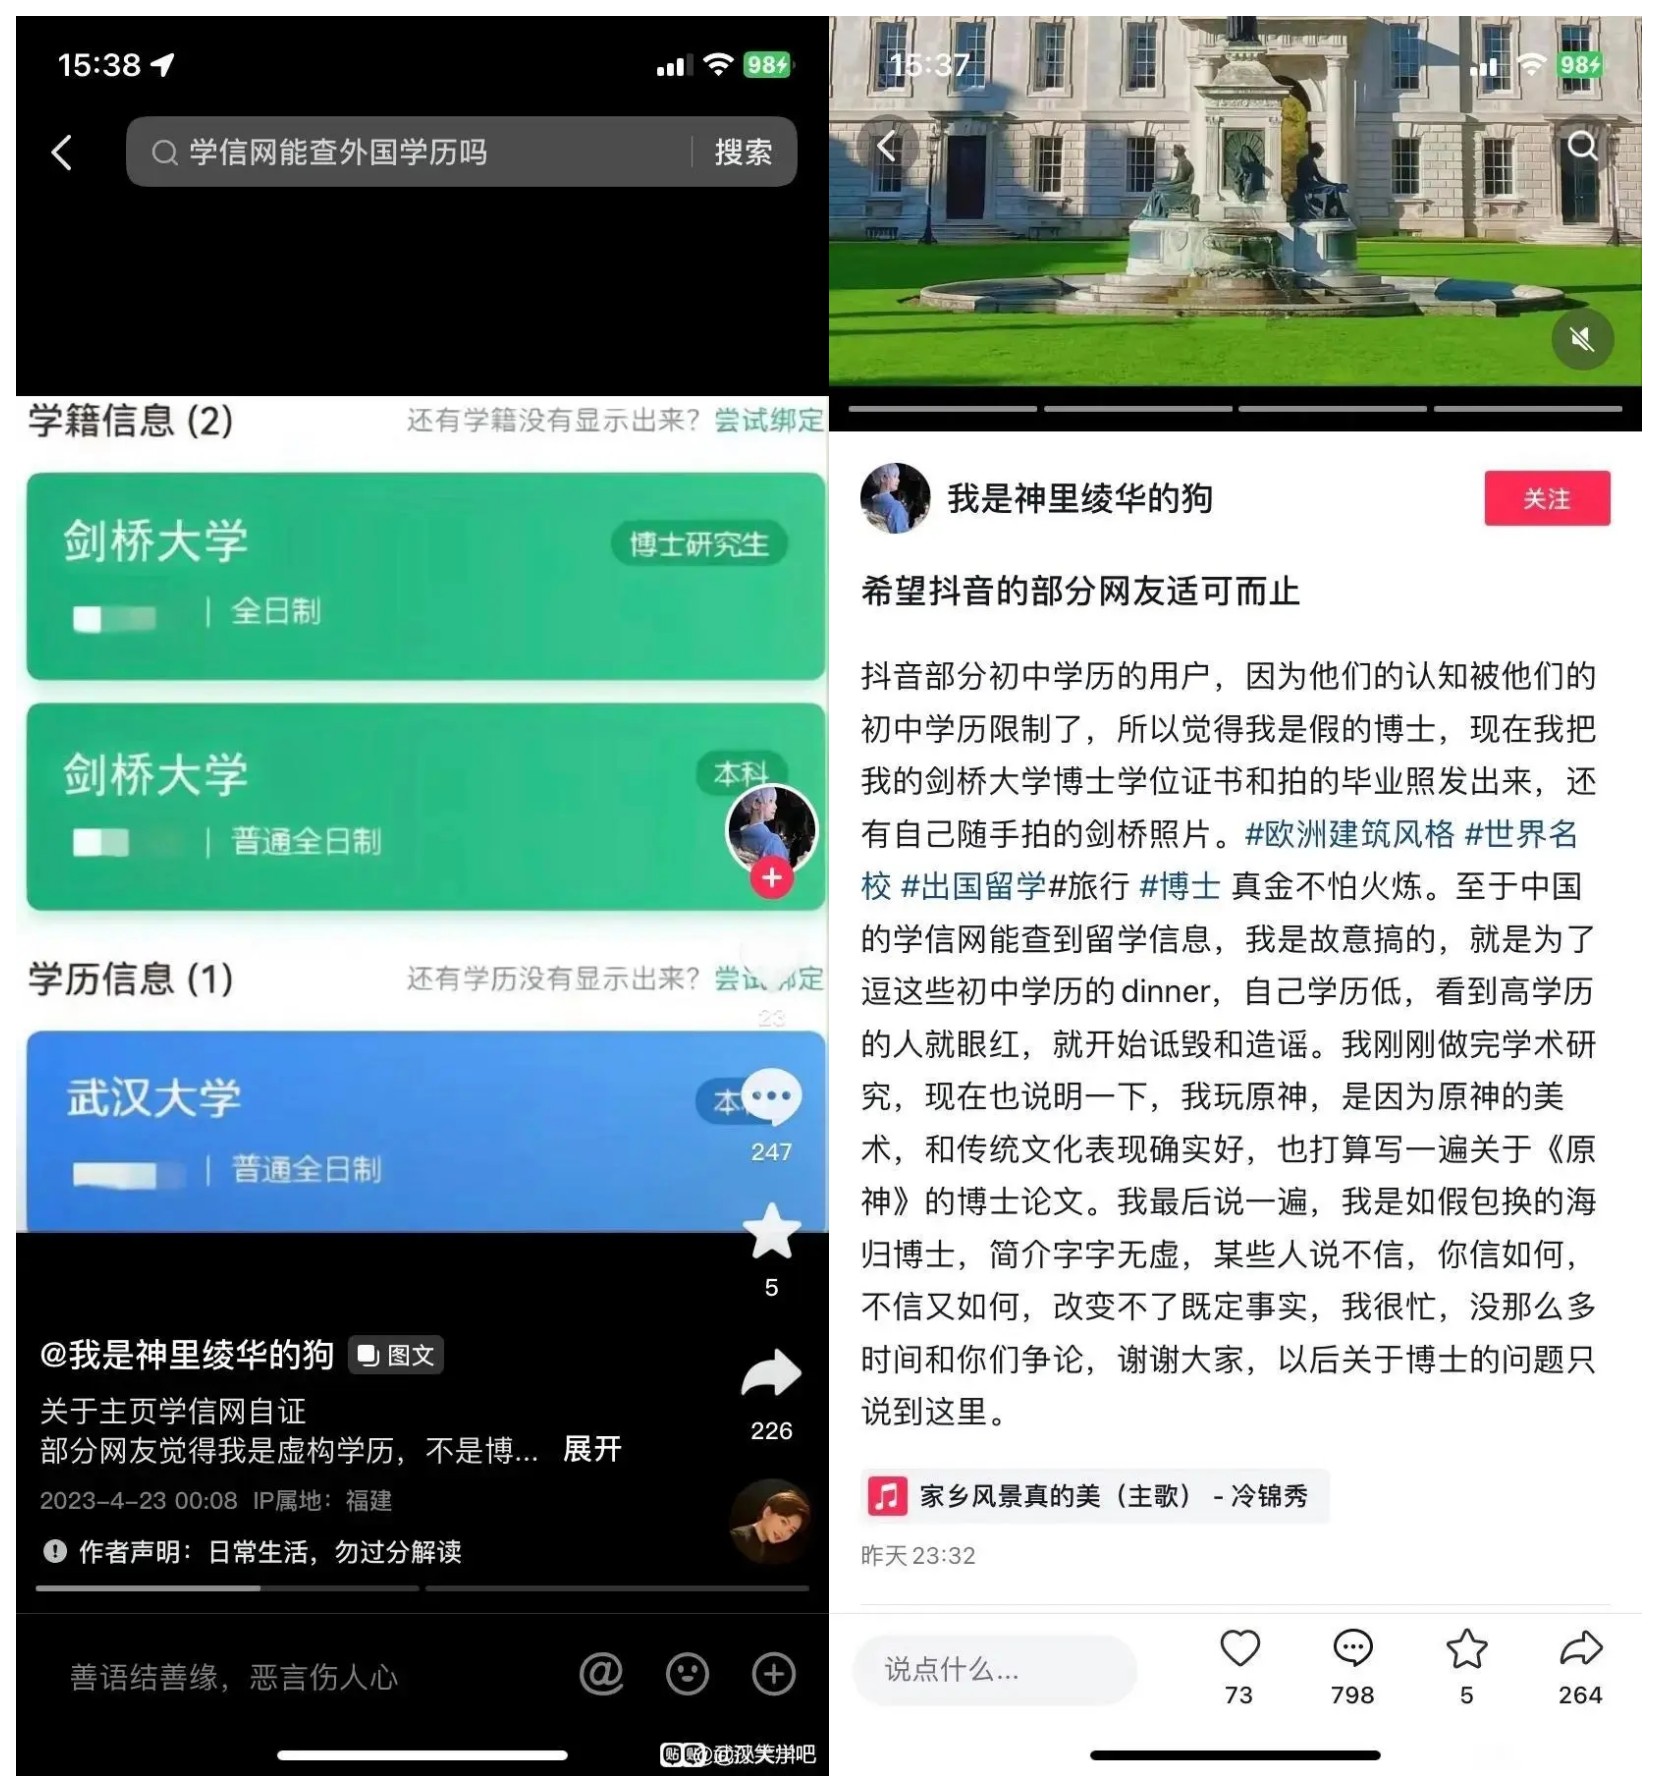 15:38
98
学信网能查外国学历吗
搜索
学籍信息 (2)
还有学籍没有显示出来？尝试绑定
剑桥大学
博士研究生
全日制
剑桥大学
本科
普通全日制
学历信息 (1)
还有学历没有显示出来？尝试绑定
23
武汉大学
本
普通全日制
247
5
226
@我是神里绫华的狗
图文
关于主页学信网自证
部分网友觉得我是虚构学历，不是博... 展开
2023-4-23 00:08 IP属地：福建
作者声明：日常生活，勿过分解读
善语结善缘，恶言伤人心
15:37
98
我是神里绫华的狗
关注
希望抖音的部分网友适可而止
抖音部分初中学历的用户，因为他们的认知被他们的
初中学历限制了，所以觉得我是假的博士，现在我把
我的剑桥大学博士学位证书和拍的毕业照发出来，还
有自己随手拍的剑桥照片。#欧洲建筑风格 #世界名
校 #出国留学#旅行 #博士 真金不怕火炼。至于中国
的学信网能查到留学信息，我是故意搞的，就是为了
逗这些初中学历的dinner，自己学历低，看到高学历
的人就眼红，就开始诋毁和造谣。我刚刚做完学术研
究，现在也说明一下，我玩原神，是因为原神的美
术，和传统文化表现确实好，也打算写一遍关于《原
神》的博士论文。我最后说一遍，我是如假包换的海
归博士，简介字字无虚，某些人说不信，你信如何，
不信又如何，改变不了既定事实，我很忙，没那么多
时间和你们争论，谢谢大家，以后关于博士的问题只
说到这里。
家乡风景真的美（主歌） - 冷锦秀
昨天23:32
说点什么...
73
798
5
264